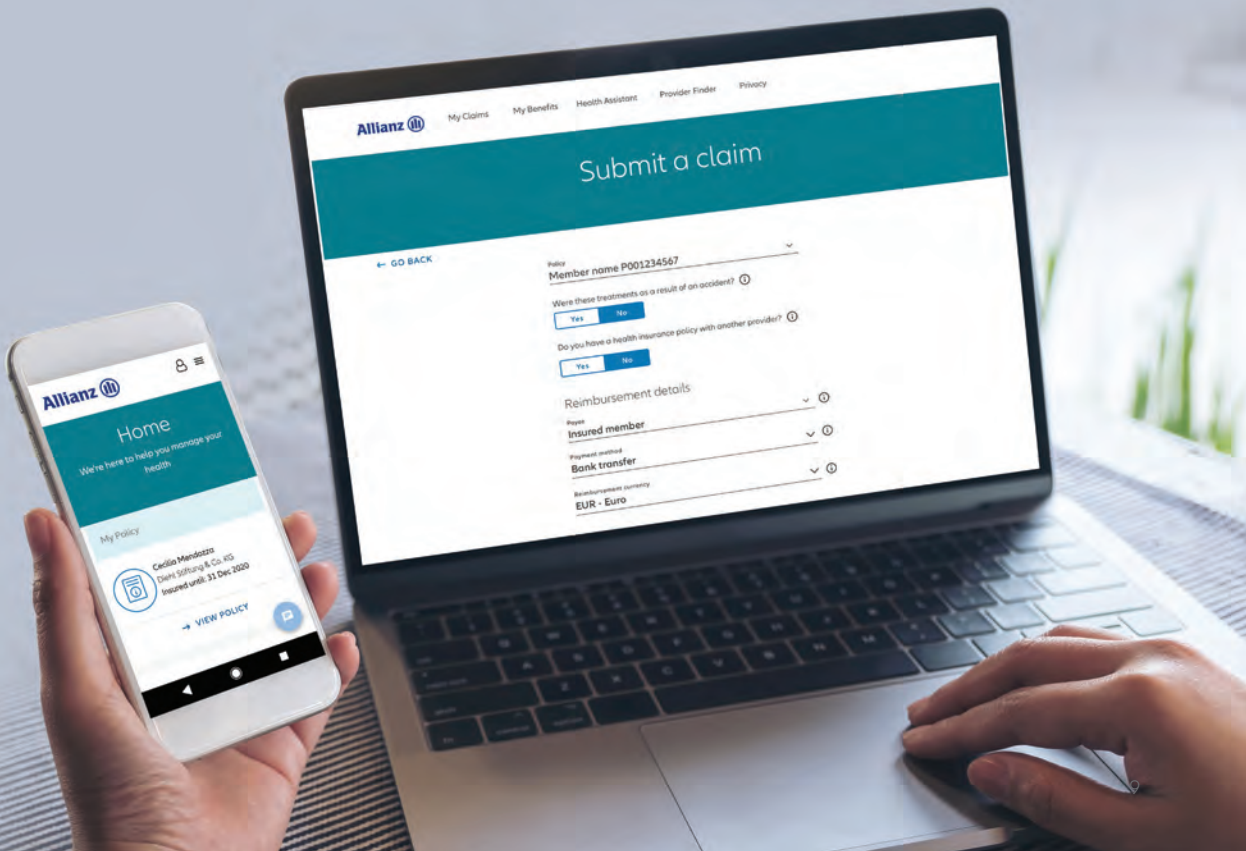 Allianz
My Claims
My Benefits
Health Assistant
Provider Finder
Privacy
Submit a claim
← GO BACK
Policy
Member name P001234567
Were these treatments as a result of an accident?
Yes
No
Do you have a health insurance policy with another provider?
Yes
No
Reimbursement details
Payee
Insured member
Payment method
Bank transfer
Reimbursement currency
EUR - Euro
Allianz
Home
We're here to help you manage your
health
My Policy
Cecilia Mendozza
Diehl Stiftung & Co. KG
Insured until: 31 Dec 2020
→ VIEW POLICY
9